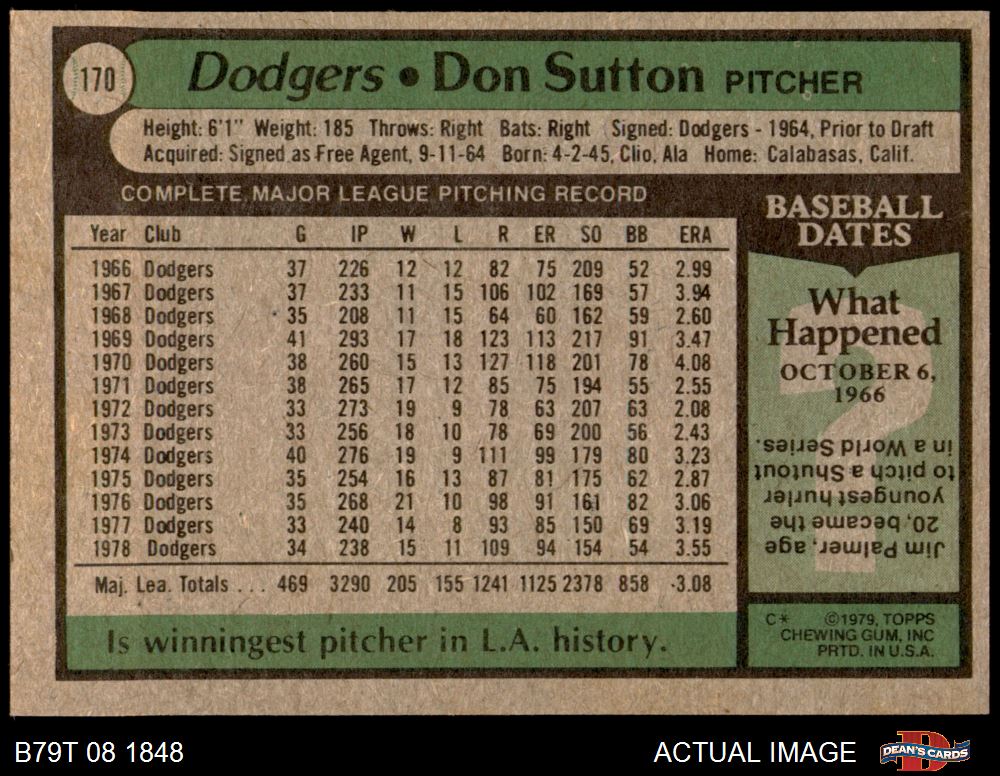 170
Dodgers • Don Sutton PITCHER
Height: 6'1" Weight: 185 Throws: Right Bats: Right Signed: Dodgers - 1964, Prior to Draft
Acquired: Signed as Free Agent, 9-11-64 Born: 4-2-45, Clio, Ala Home: Calabasas, Calif.
COMPLETE MAJOR LEAGUE PITCHING RECORD
Year Club G IP W L R ER SO BB ERA
1966 Dodgers 37 226 12 12 82 75 209 52 2.99
1967 Dodgers 37 233 11 15 106 102 169 57 3.94
1968 Dodgers 35 208 11 15 64 60 162 59 2.60
1969 Dodgers 41 293 17 18 123 113 217 91 3.47
1970 Dodgers 38 260 15 13 127 118 201 78 4.08
1971 Dodgers 38 265 17 12 85 75 194 55 2.55
1972 Dodgers 33 273 19 9 78 63 207 63 2.08
1973 Dodgers 33 256 18 10 78 69 200 56 2.43
1974 Dodgers 40 276 19 9 111 99 179 80 3.23
1975 Dodgers 35 254 16 13 87 81 175 62 2.87
1976 Dodgers 35 268 21 10 98 91 161 82 3.06
1977 Dodgers 33 240 14 8 93 85 150 69 3.19
1978 Dodgers 34 238 15 11 109 94 154 54 3.55
Maj. Lea. Totals . . . 469 3290 205 155 1241 1125 2378 858 3.08
Is winningest pitcher in L.A. history.
BASEBALL
DATES
What
Happened
OCTOBER 6,
1966
Jim Palmer, age
20, became the
youngest hurler
to pitch a Shutout
in a World Series.
C* ©1979, TOPPS
CHEWING GUM, INC
PRTD. IN U.S.A.
B79T 08 1848
ACTUAL IMAGE
DEAN'S CARDS